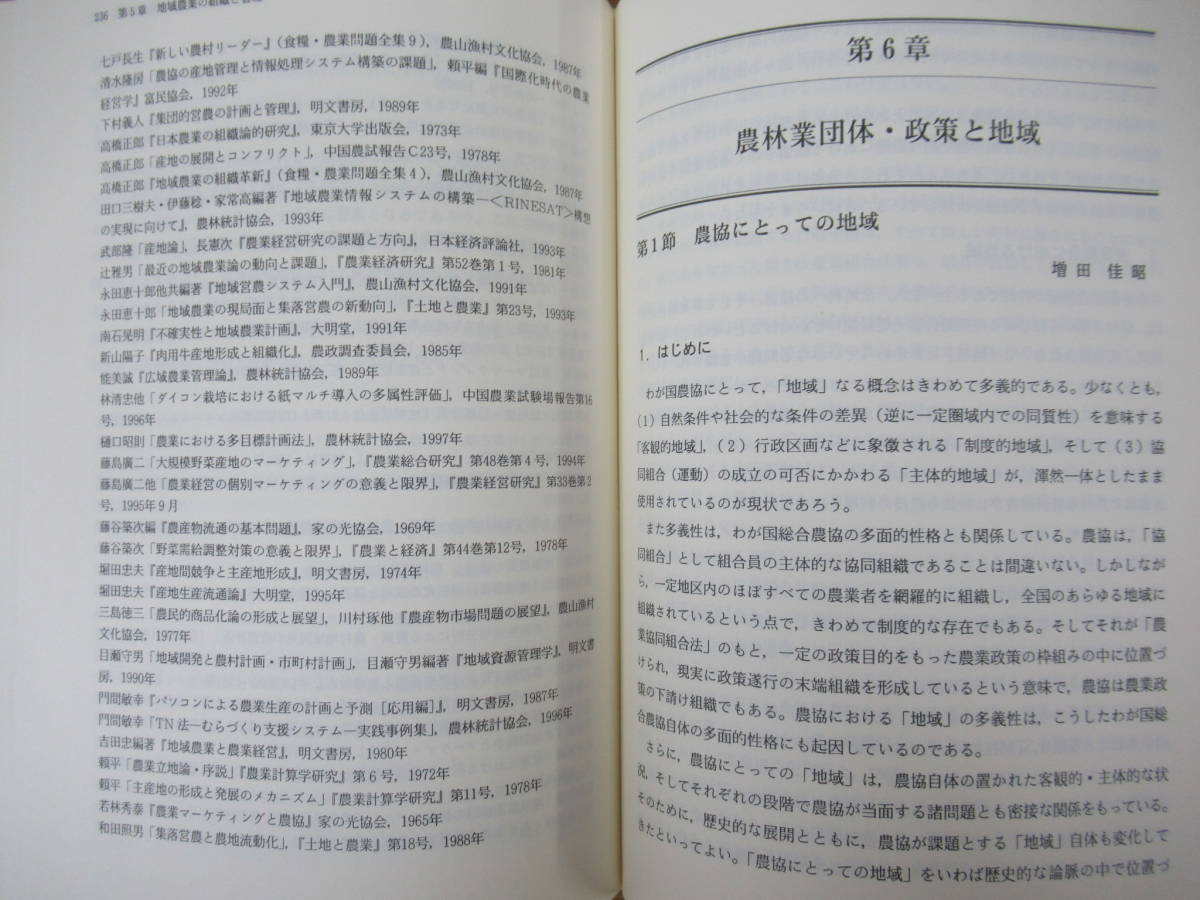 236 第5章 地域農業の組織と管理
七戸長生『新しい農村リーダー』(食糧・農業問題全集9),農山漁村文化協会,1987年
清水隆房「農協の産地管理と情報処理システム構築の課題」,頼平編『国際化時代の農業
経営学』富民協会,1992年
下村義人『集団的営農の計画と管理』,明文書房,1989年
高橋正郎『日本農業の組織論的研究』,東京大学出版会,1973年
高橋正郎「産地の展開とコンフリクト」,中国農試報告C23号,1978年
高橋正郎『地域農業の組織革新』(食糧・農業問題全集4),農山漁村文化協会,1987年
田口三樹夫・伊藤稔・家常高編著『地域農業情報システムの構築―<RINESAT>構想
の実現に向けて』,農林統計協会,1993年
武部隆「産地論」,長憲次『農業経営研究の課題と方向』,日本経済評論社,1993年
辻雅男「最近の地域農業論の動向と課題」,『農業経済研究』第52巻第1号,1981年
永田恵十郎他共編著『地域営農システム入門』,農山漁村文化協会,1991年
永田恵十郎「地域農業の現局面と集落営農の新動向」,『土地と農業』第23号,1993年
南石晃明『不確実性と地域農業計画』,大明堂,1991年
新山陽子『肉用牛産地形成と組織化』,農政調査委員会,1985年
能美誠『広域農業管理論』,農林統計協会,1989年
林清忠他「ダイコン栽培における紙マルチ導入の多属性評価」,中国農業試験場報告第16
号,1996年
樋口昭則「農業における多目標計画法」,農林統計協会,1997年
藤島廣二「大規模野菜産地のマーケティング」,『農業総合研究』第48巻第4号,1994年
藤島廣二他「農業経営の個別マーケティングの意義と限界」,『農業経営研究』第33巻第2
号,1995年9月
藤谷築次編『農産物流通の基本問題』,家の光協会,1969年
藤谷築次「野菜需給調整対策の意義と限界」,『農業と経済』第44巻第12号,1978年
堀田忠夫『産地間競争と主産地形成』,明文書房,1974年
堀田忠夫『産地生産流通論』大明堂,1995年
三島徳三「農民的商品化論の形成と展望」,川村琢他『農産物市場問題の展望』,農山漁村
文化協会,1977年
目瀬守男「地域開発と農村計画・市町村計画」,目瀬守男編著『地域資源管理学』,明文書
房,1990年
門間敏幸『パソコンによる農業生産の計画と予測[応用編]』,明文書房,1987年
門間敏幸「TN法―むらづくり支援システム―実践事例集」,農林統計協会,1996年
吉田忠編著『地域農業と農業経営』,明文書房,1980年
頼平「農業立地論・序説」『農業計算学研究』第6号,1972年
頼平「主産地の形成と発展のメカニズム」『農業計算学研究』第11号,1978年
若林秀泰『農業マーケティングと農協』家の光協会,1965年
和田照男「集落営農と農地流動化」,『土地と農業』第18号,1988年
第6章
農林業団体・政策と地域
第1節 農協にとっての地域
増田 佳昭
1.はじめに
わが国農協にとって,「地域」なる概念はきわめて多義的である。少なくとも,
(1)自然条件や社会的な条件の差異(逆に一定圏域内での同質性)を意味する
「客観的地域」,(2)行政区画などに象徴される「制度的地域」,そして(3)協
同組合(運動)の成立の可否にかかわる「主体的地域」が,渾然一体としたまま
使用されているのが現状であろう。
また多義性は,わが国総合農協の多面的性格とも関係している。農協は,「協
同組合」として組合員の主体的な協同組織であることは間違いない。しかしなが
ら,一定地区内のほぼすべての農業者を網羅的に組織し,全国のあらゆる地域に
組織されているという点で,きわめて制度的な存在でもある。そしてそれが「農
業協同組合法」のもと,一定の政策目的をもった農業政策の枠組みの中に位置づ
けられ,現実に政策遂行の末端組織を形成しているという意味で,農協は農業政
策の下請け組織でもある。農協における「地域」の多義性は,こうしたわが国総
合農協自体の多面的性格にも起因しているのである。
さらに,農協にとっての「地域」は,農協自体の置かれた客観的・主体的な状
況,そしてそれぞれの段階で農協が当面する諸問題とも密接な関係をもっている。
そのために,歴史的な展開とともに,農協が課題とする「地域」自体も変化して
きたといってよい。「農協にとっての地域」をいわば歴史的な論脈の中で位置づ